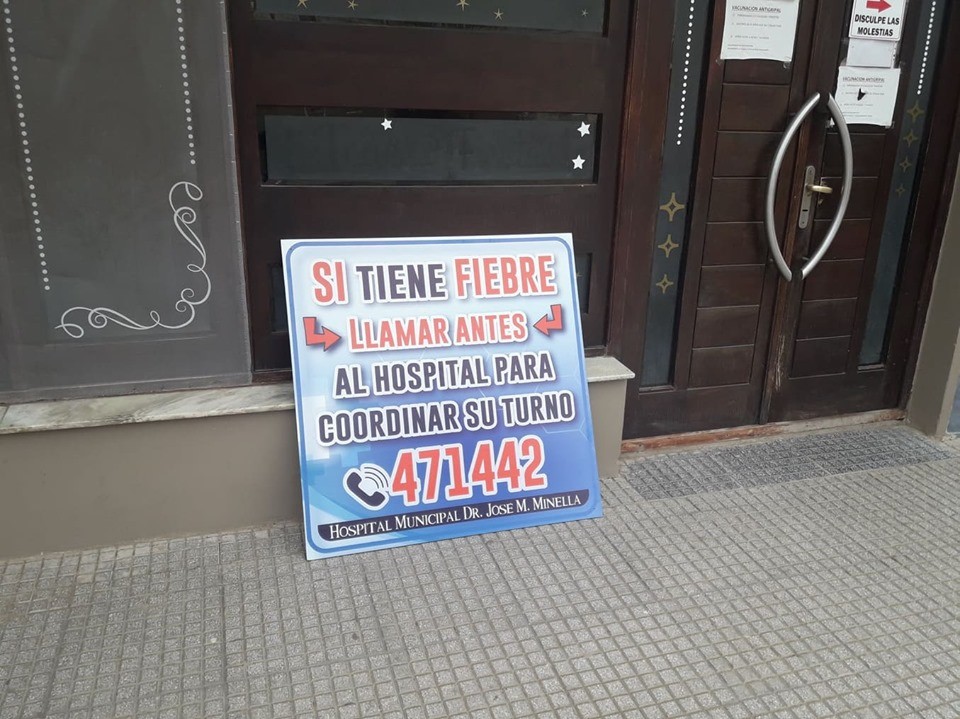 VACUNACION ANTIGRIPAL
DISCULPE LAS
MOLESTIAS
VACUNACION ANTIGRIPAL
SI TIENE FIEBRE
LLAMAR ANTES
AL HOSPITAL PARA
COORDINAR SU TURNO
471442
HOSPITAL MUNICIPAL DR. JOSE M. MINELLA